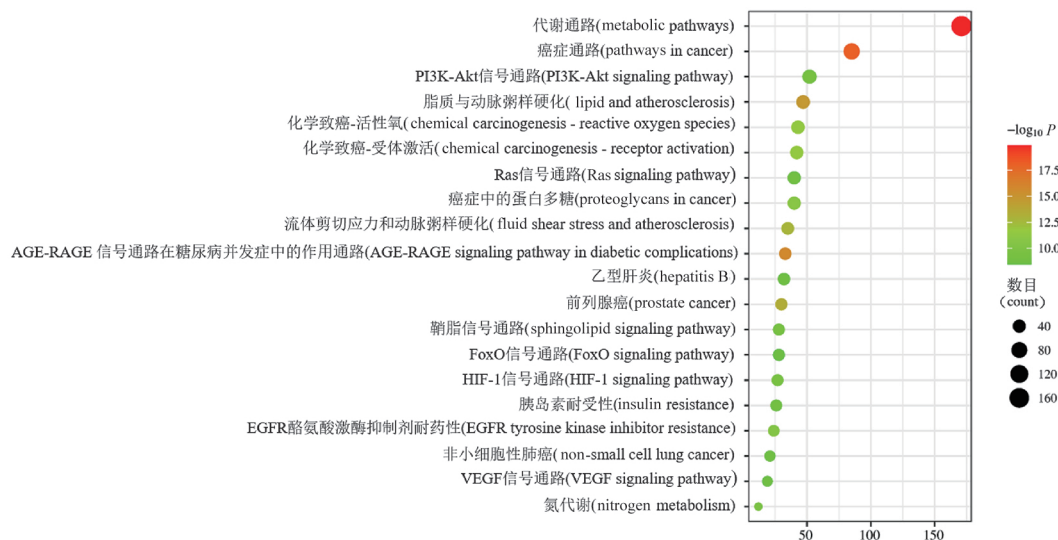 代谢通路(metabolic pathways)
癌症通路(pathways in cancer)
PI3K-Akt信号通路(PI3K-Akt signaling pathway)
脂质与动脉粥样硬化( lipid and atherosclerosis)
化学致癌-活性氧(chemical carcinogenesis - reactive oxygen species)
化学致癌-受体激活(chemical carcinogenesis - receptor activation)
Ras信号通路(Ras signaling pathway)
癌症中的蛋白多糖(proteoglycans in cancer)
流体剪切应力和动脉粥样硬化( fluid shear stress and atherosclerosis)
AGE-RAGE 信号通路在糖尿病并发症中的作用通路(AGE-RAGE signaling pathway in diabetic complications)
乙型肝炎(hepatitis B)
前列腺癌(prostate cancer)
鞘脂信号通路(sphingolipid signaling pathway)
FoxO信号通路(FoxO signaling pathway)
HIF-1信号通路(HIF-1 signaling pathway)
胰岛素耐受性(insulin resistance)
EGFR酪氨酸激酶抑制剂耐药性(EGFR tyrosine kinase inhibitor resistance)
非小细胞性肺癌( non-small cell lung cancer)
VEGF信号通路(VEGF signaling pathway)
氮代谢(nitrogen metabolism)
50 100 150
−log₁₀ P
17.5
15.0
12.5
10.0
数目
（count）
40
80
120
160